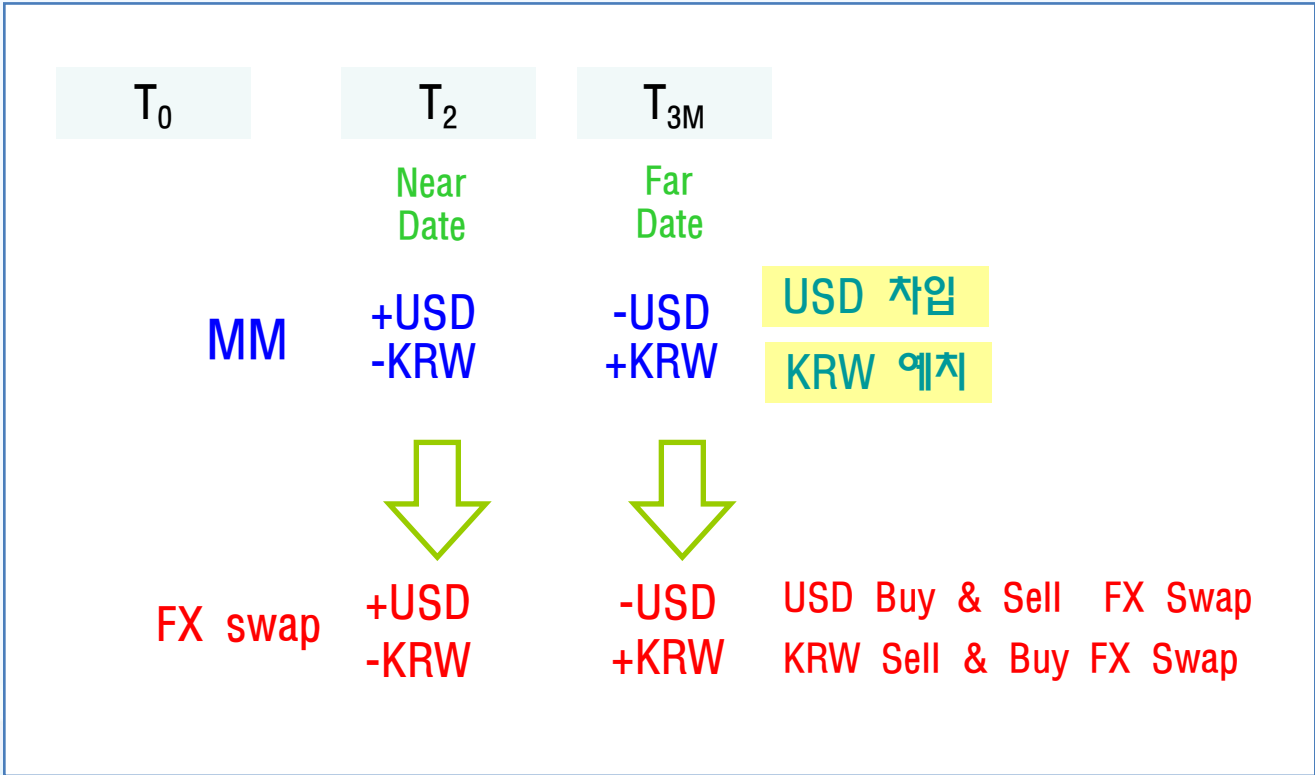 T₀ T₂ T₃M
Near Far
Date Date
+USD -USD USD 차입
MM
-KRW +KRW KRW 예치
+USD -USD USD Buy & Sell FX Swap
FX swap
-KRW +KRW KRW Sell & Buy FX Swap